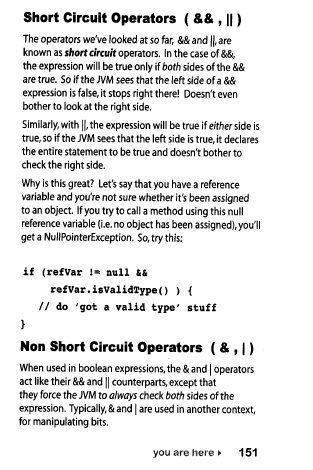 Short Circuit Operators ( && , || )
The operators we've looked at so far, && and ||, are
known as short circuit operators. In the case of &&,
the expression will be true only if both sides of the &&
are true. So if the JVM sees that the left side of a &&
expression is false, it stops right there! Doesn't even
bother to look at the right side.
Similarly, with ||, the expression will be true if either side is
true, so if the JVM sees that the left side is true, it declares
the entire statement to be true and doesn't bother to
check the right side.
Why is this great? Let's say that you have a reference
variable and you're not sure whether it's been assigned
to an object. If you try to call a method using this null
reference variable (i.e. no object has been assigned), you'll
get a NullPointerException. So, try this:
if (refVar != null &&
refVar.isValidType() ) {
// do 'got a valid type' stuff
}
Non Short Circuit Operators ( & , | )
When used in boolean expressions, the & and | operators
act like their && and || counterparts, except that
they force the JVM to always check both sides of the
expression. Typically, & and | are used in another context,
for manipulating bits.
you are here ▸ 151